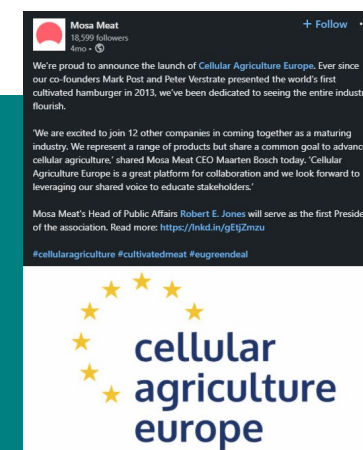 Mosa Meat
+ Follow
18,599 followers
4mo •
We're proud to announce the launch of Cellular Agriculture Europe. Ever since
our co-founders Mark Post and Peter Verstrate presented the world's first
cultivated hamburger in 2013, we've been dedicated to seeing the entire industr
flourish.
'We are excited to join 12 other companies in coming together as a maturing
industry. We represent a range of products but share a common goal to advanc
cellular agriculture,' shared Mosa Meat CEO Maarten Bosch today. 'Cellular
Agriculture Europe is a great platform for collaboration and we look forward to
leveraging our shared voice to educate stakeholders.'
Mosa Meat's Head of Public Affairs Robert E. Jones will serve as the first Preside
of the association. Read more: https://lnkd.in/gEtjZmzu
#cellularagriculture #cultivatedmeat #eugreendeal
cellular
agriculture
europe